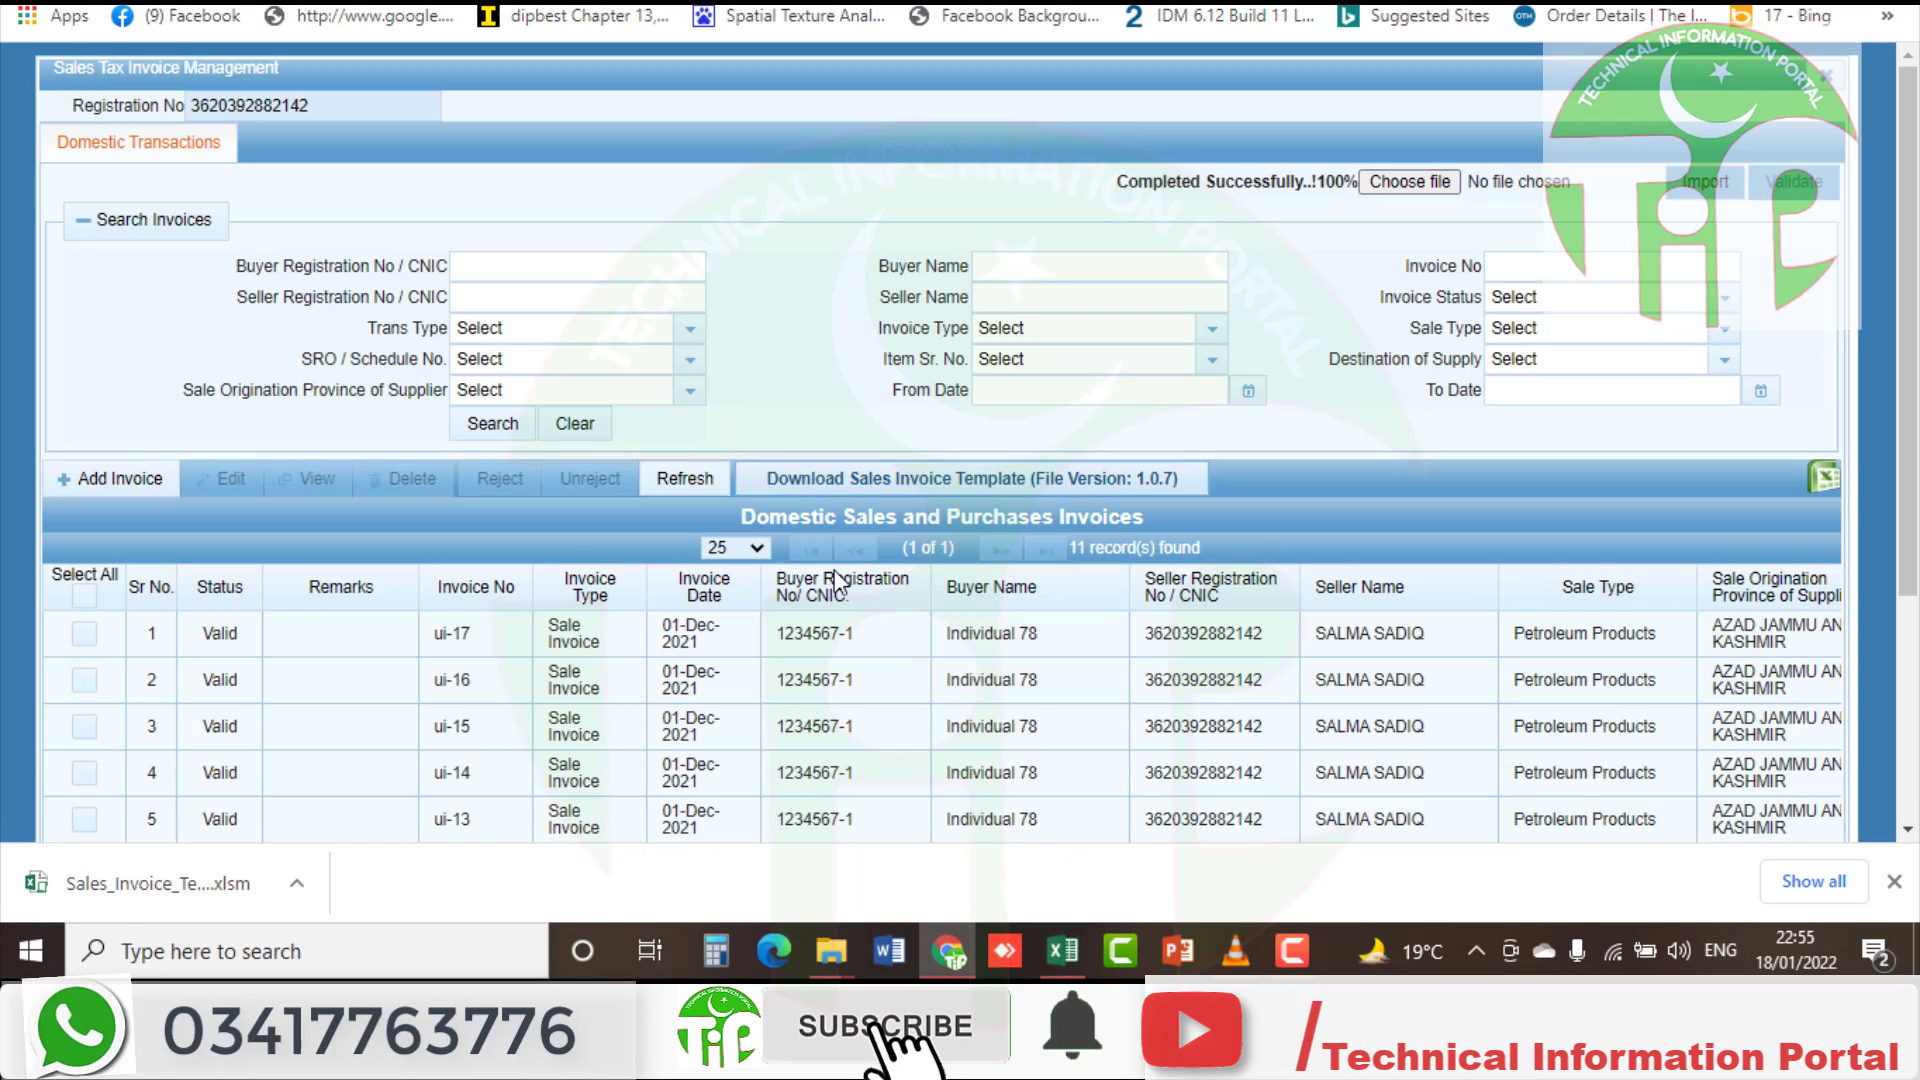 Apps (9) Facebook http://www.google.... dipbest Chapter 13,... Spatial Texture Anal... Facebook Backgrou... 2 IDM 6.12 Build 11 L... Suggested Sites OTH Order Details | The I... 17 - Bing »
Sales Tax Invoice Management
TECHNICAL INFORMATION PORTAL
TiP
Registration No 3620392882142
Domestic Transactions
Completed Successfully..!100% Choose file No file chosen Import Validate
Search Invoices
Buyer Registration No / CNIC Buyer Name Invoice No
Seller Registration No / CNIC Seller Name Invoice Status Select
Trans Type Select Invoice Type Select Sale Type Select
SRO / Schedule No. Select Item Sr. No. Select Destination of Supply Select
Sale Origination Province of Supplier Select From Date To Date
Search Clear
TECHNICAL INFORMATION PORTAL
+ Add Invoice Edit View Delete Reject Unreject Refresh Download Sales Invoice Template (File Version: 1.0.7)
Domestic Sales and Purchases Invoices
25 (1 of 1) 11 record(s) found
Select All Sr No. Status Remarks Invoice No Invoice Type Invoice Date Buyer Registration No/ CNIC. Buyer Name Seller Registration No / CNIC Seller Name Sale Type Sale Origination Province of Suppli
1 Valid ui-17 Sale Invoice 01-Dec-2021 1234567-1 Individual 78 3620392882142 SALMA SADIQ Petroleum Products AZAD JAMMU AN KASHMIR
2 Valid ui-16 Sale Invoice 01-Dec-2021 1234567-1 Individual 78 3620392882142 SALMA SADIQ Petroleum Products AZAD JAMMU AN KASHMIR
3 Valid ui-15 Sale Invoice 01-Dec-2021 1234567-1 Individual 78 3620392882142 SALMA SADIQ Petroleum Products AZAD JAMMU AN KASHMIR
4 Valid ui-14 Sale Invoice 01-Dec-2021 1234567-1 Individual 78 3620392882142 SALMA SADIQ Petroleum Products AZAD JAMMU AN KASHMIR
5 Valid ui-13 Sale Invoice 01-Dec-2021 1234567-1 Individual 78 3620392882142 SALMA SADIQ Petroleum Products AZAD JAMMU AN KASHMIR
Sales_Invoice_Te....xlsm Show all
Type here to search 19°C ENG 22:55
18/01/2022 2
03417763776 TiP SUBSCRIBE /Technical Information Portal